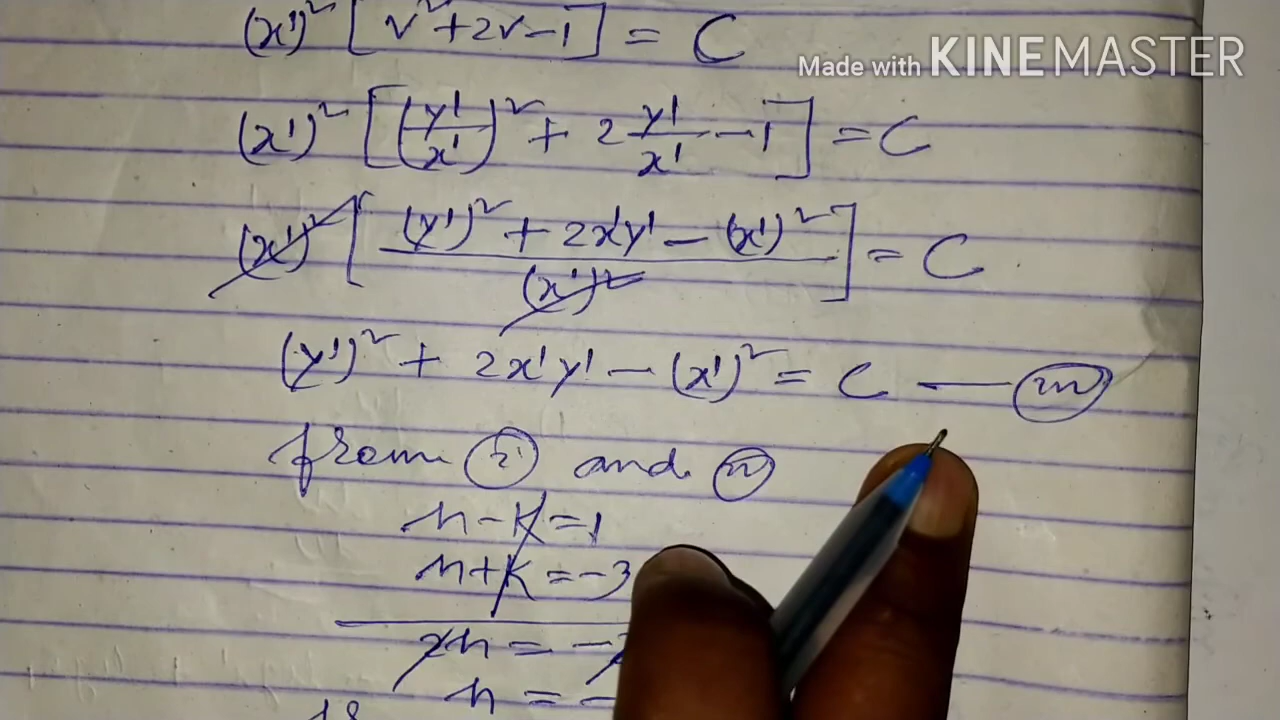 (x')² [v²+2v-1] = C
Made with KINEMASTER
(x')² [(y'/x')² + 2 y'/x' - 1] = C
(x')² [(y')² + 2x'y' - (x')² / (x')²] = C
(y')² + 2x'y' - (x')² = C — (iii)
from (i) and (ii)
h-k=1
h+k=-3
2h = -2
h = -